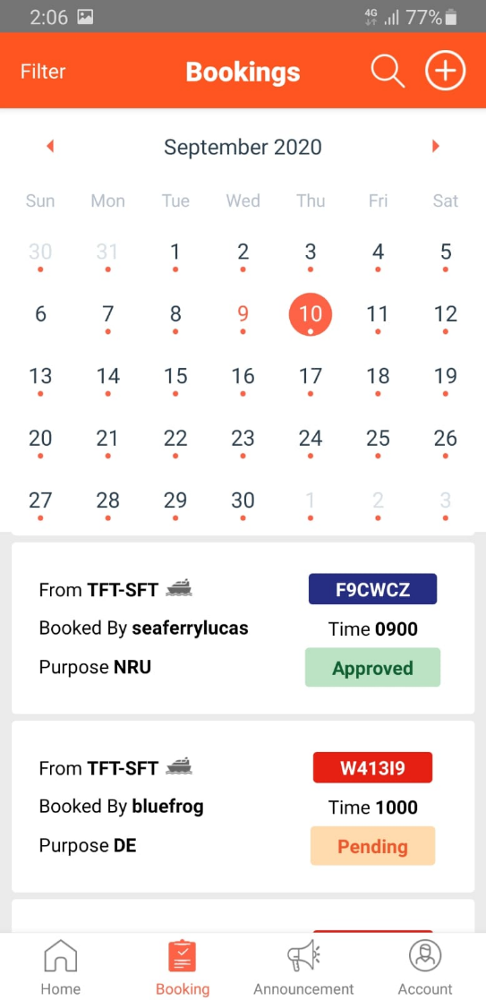 2:06 4G 77%
Filter Bookings
September 2020
Sun Mon Tue Wed Thu Fri Sat
30 31 1 2 3 4 5
6 7 8 9 10 11 12
13 14 15 16 17 18 19
20 21 22 23 24 25 26
27 28 29 30 1 2 3
From TFT-SFT F9CWCZ
Booked By seaferrylucas Time 0900
Purpose NRU Approved
From TFT-SFT W413I9
Booked By bluefrog Time 1000
Purpose DE Pending
Home Booking Announcement Account